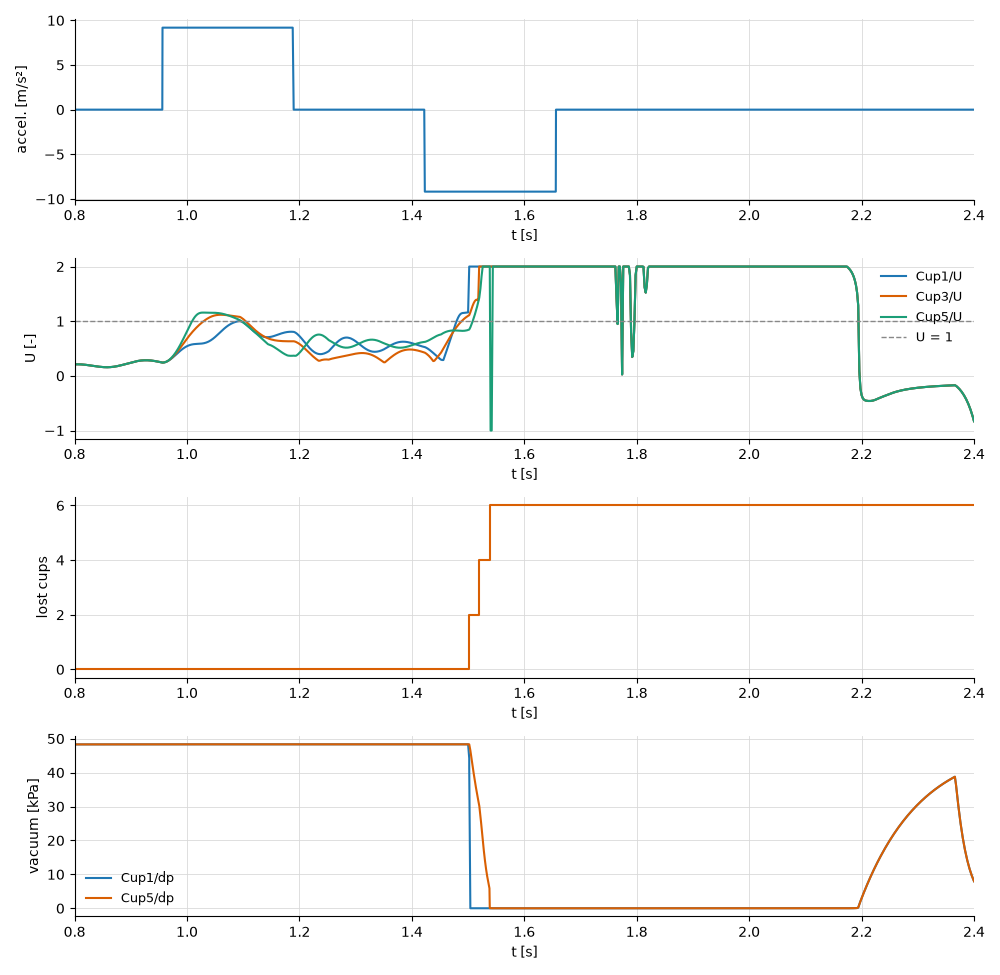 10
5
0
−5
−10
accel. [m/s²]
0.8 1.0 1.2 1.4 1.6 1.8 2.0 2.2 2.4
t [s]
2
1
0
−1
U [-]
Cup1/U
Cup3/U
Cup5/U
U = 1
0.8 1.0 1.2 1.4 1.6 1.8 2.0 2.2 2.4
t [s]
6
4
2
0
lost cups
0.8 1.0 1.2 1.4 1.6 1.8 2.0 2.2 2.4
t [s]
50
40
30
20
10
0
vacuum [kPa]
Cup1/dp
Cup5/dp
0.8 1.0 1.2 1.4 1.6 1.8 2.0 2.2 2.4
t [s]